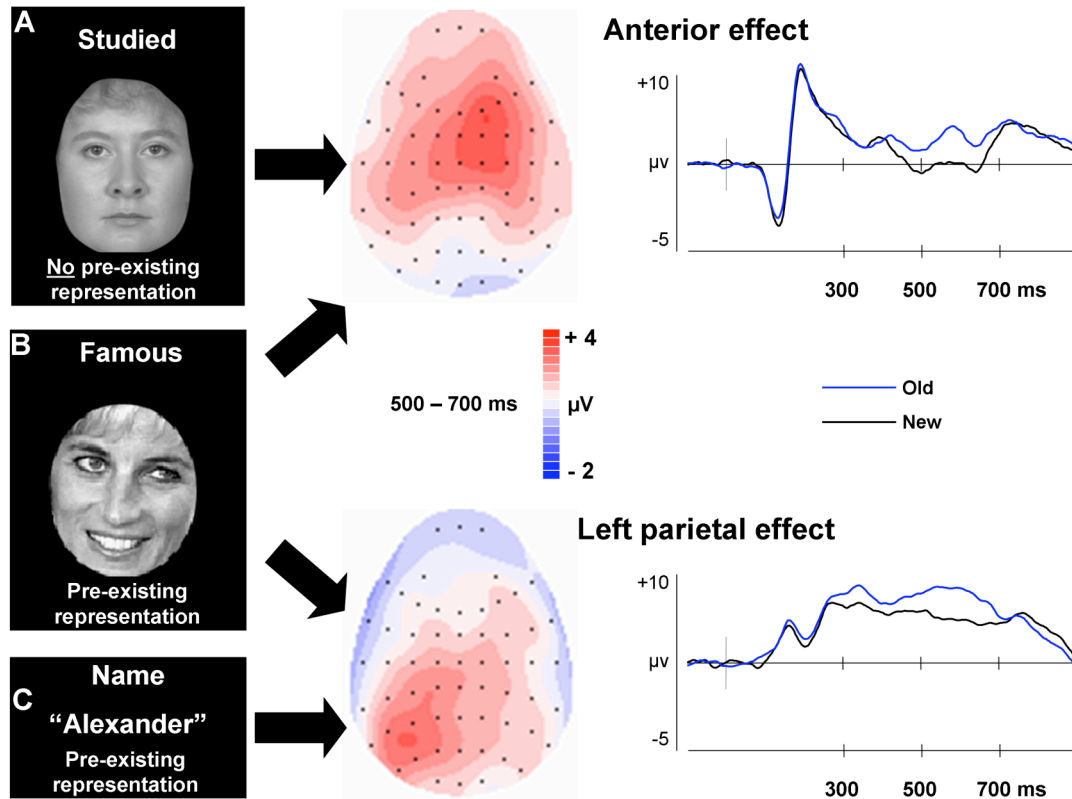 A
Studied
No pre-existing
representation
B
Famous
Pre-existing
representation
C
Name
“Alexander”
Pre-existing
representation
500 – 700 ms
+ 4
µV
- 2
Anterior effect
+10
µv
-5
300 500 700 ms
Old
New
Left parietal effect
+10
µv
-5
300 500 700 ms